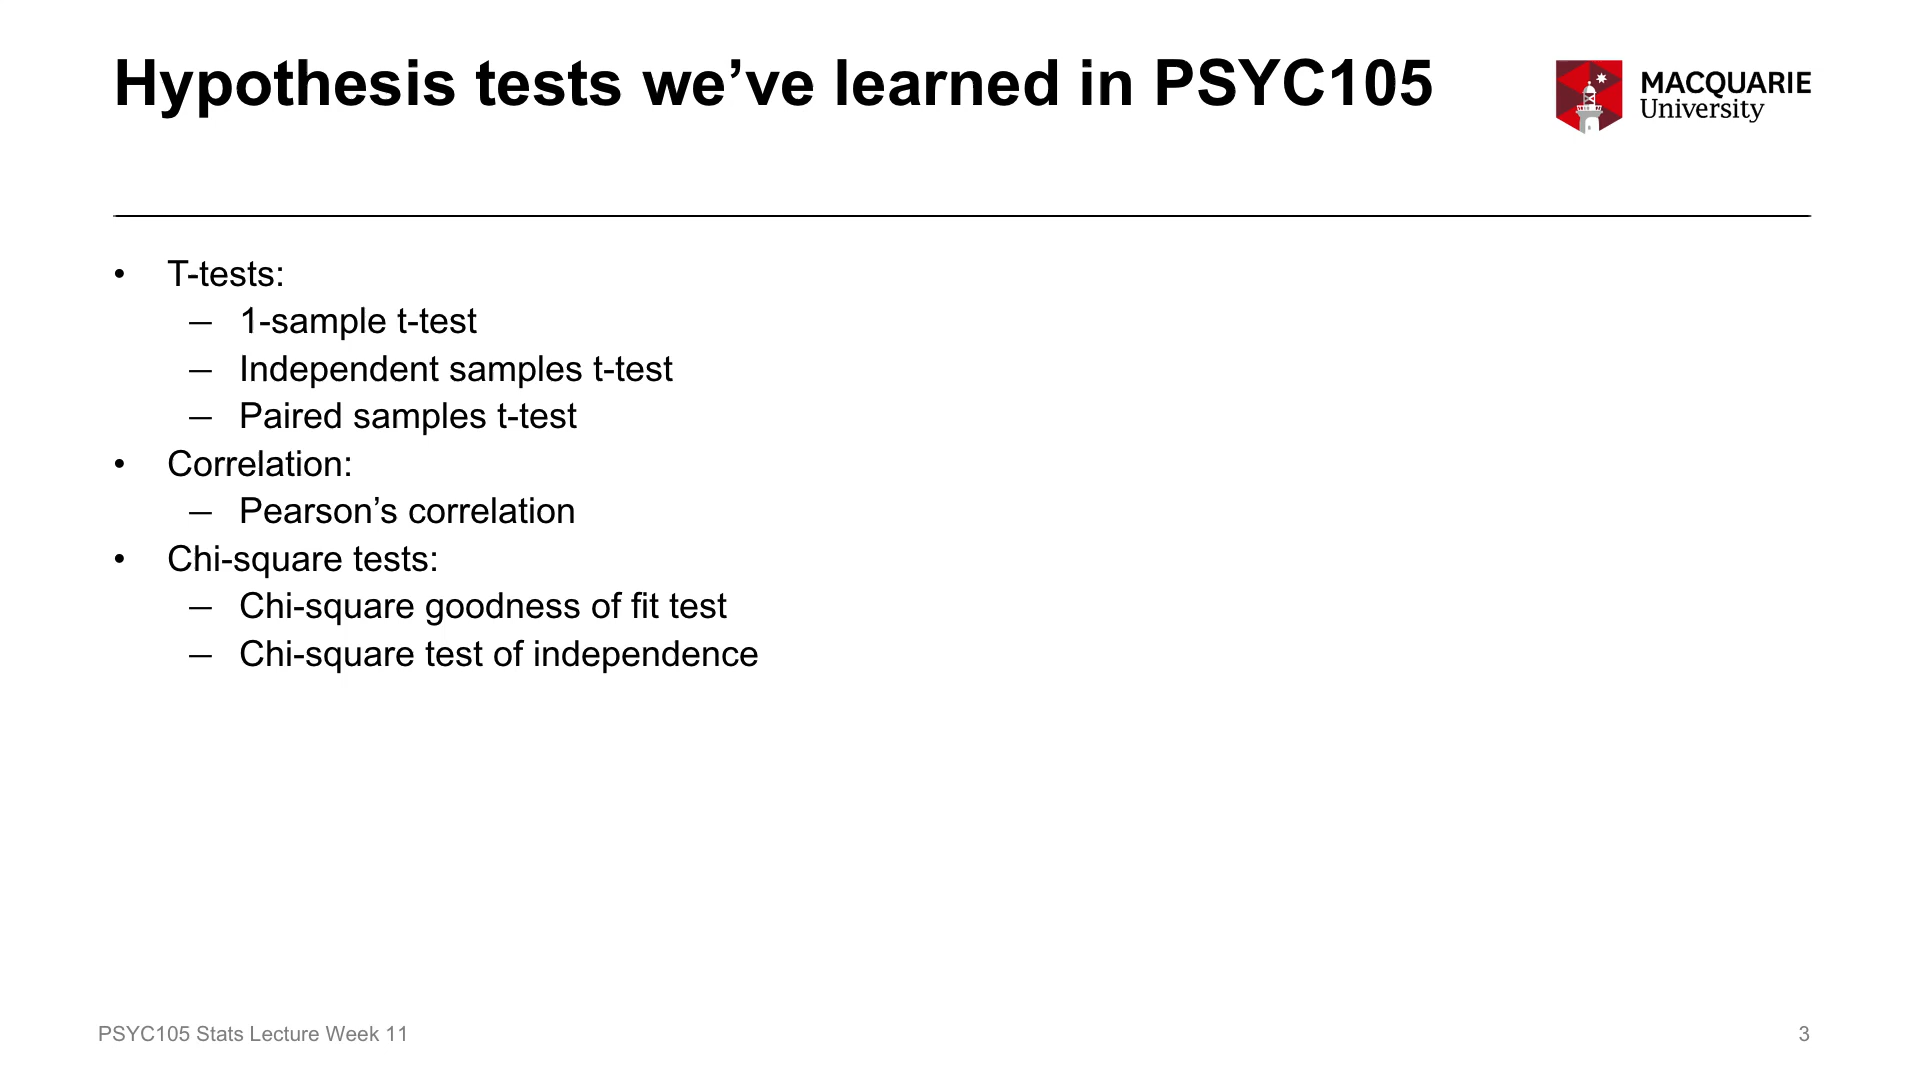 Hypothesis tests we’ve learned in PSYC105
MACQUARIE
University
• T-tests:
– 1-sample t-test
– Independent samples t-test
– Paired samples t-test
• Correlation:
– Pearson’s correlation
• Chi-square tests:
– Chi-square goodness of fit test
– Chi-square test of independence
PSYC105 Stats Lecture Week 11
3